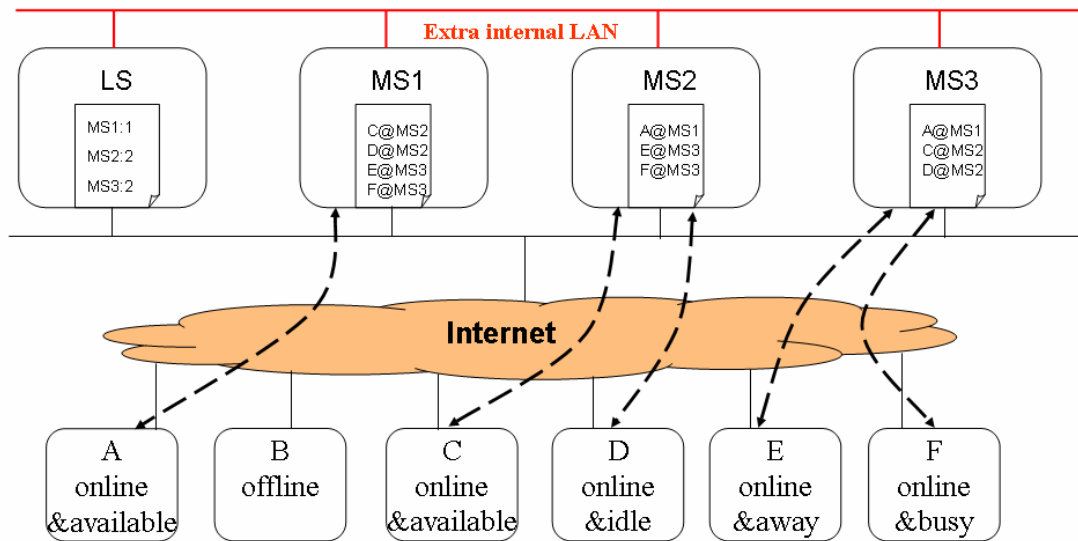 Extra internal LAN
LS
MS1:1
MS2:2
MS3:2
MS1
C@MS2
D@MS2
E@MS3
F@MS3
MS2
A@MS1
E@MS3
F@MS3
MS3
A@MS1
C@MS2
D@MS2
Internet
A
online
&available
B
offline
C
online
&available
D
online
&idle
E
online
&away
F
online
&busy